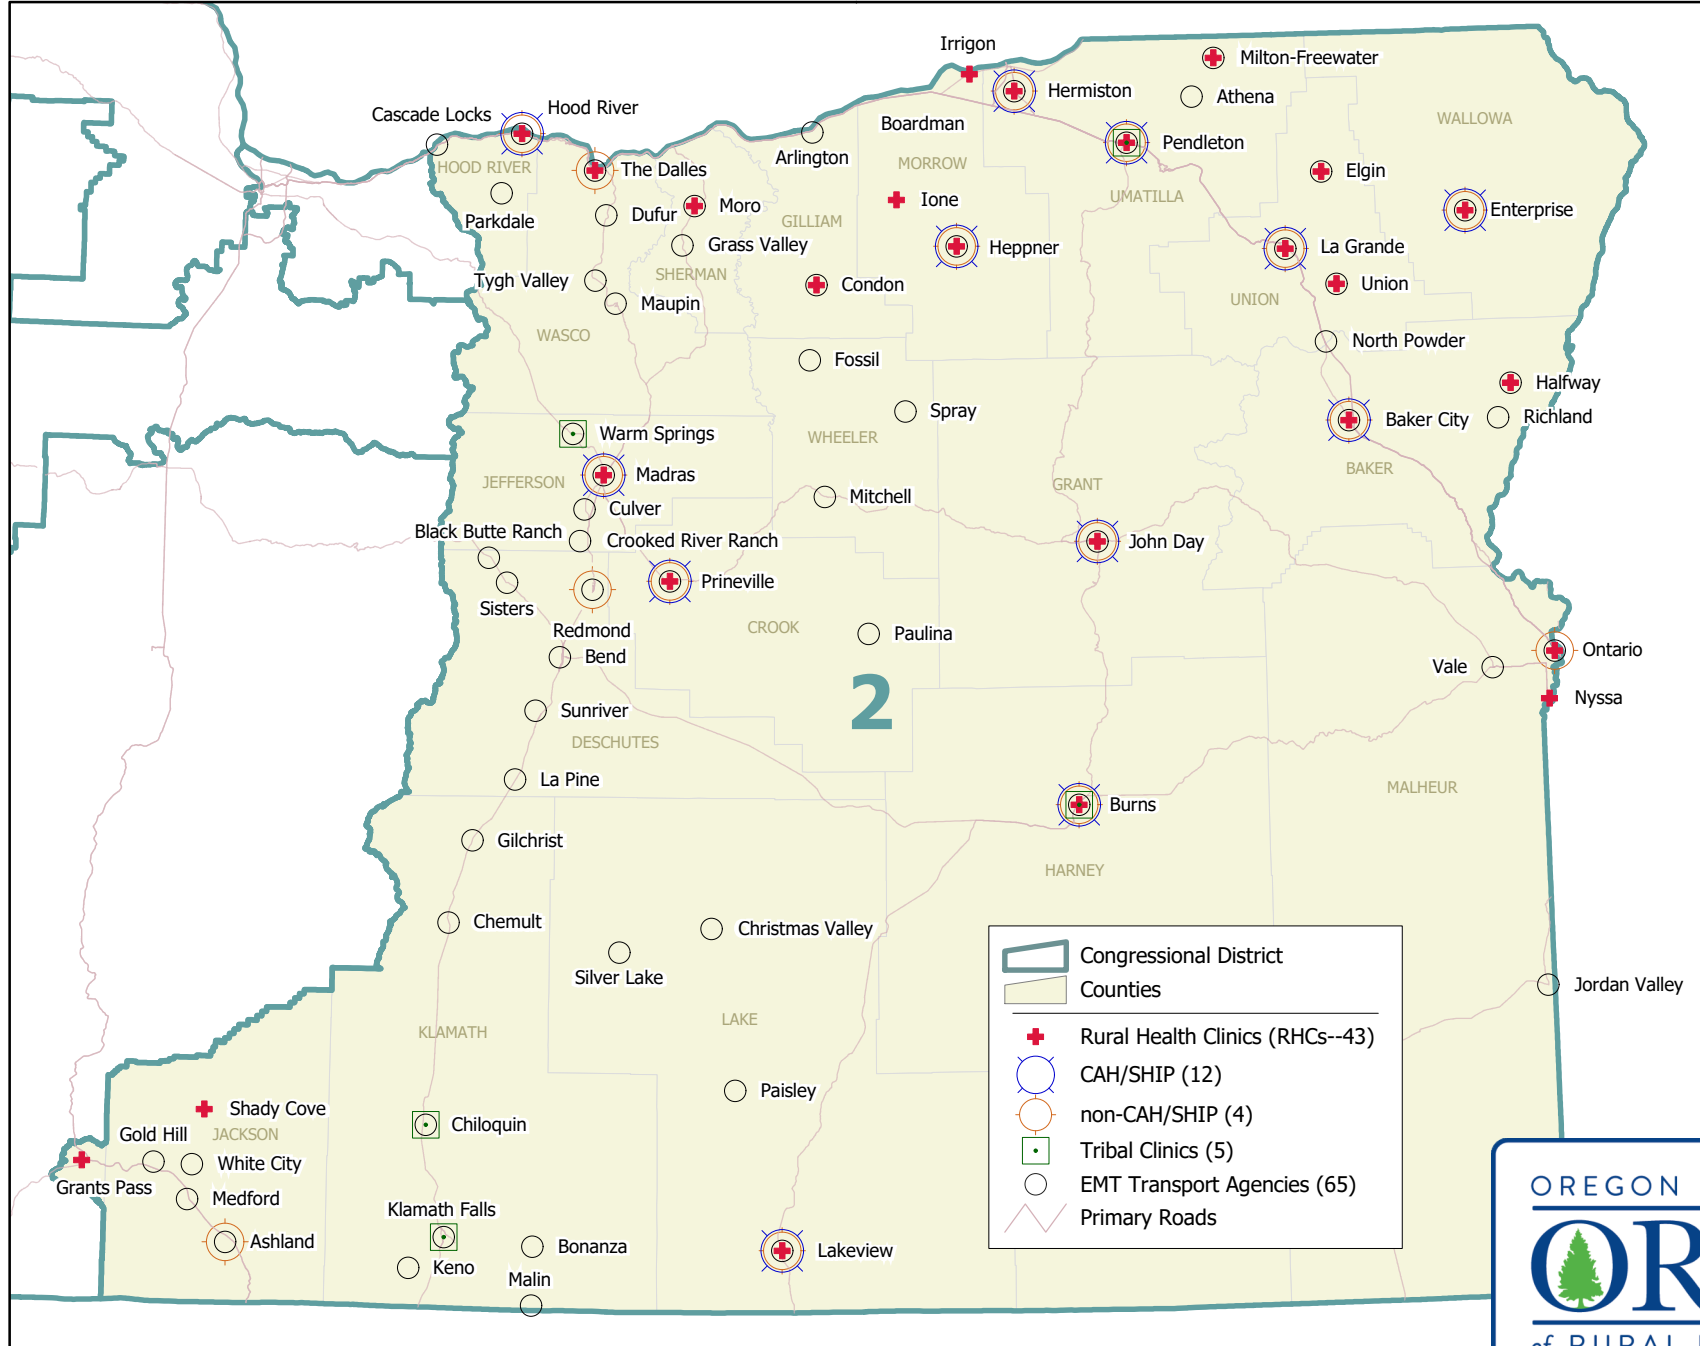 Irrigon
Milton-Freewater
Hermiston
Athena
Cascade Locks
Hood River
Boardman
WALLOWA
Arlington
Pendleton
HOOD RIVER
The Dalles
MORROW
Elgin
Parkdale
Dufur
Moro
GILLIAM
Ione
UMATILLA
Enterprise
Grass Valley
Heppner
La Grande
SHERMAN
Tygh Valley
Condon
Union
Maupin
UNION
WASCO
North Powder
Fossil
Halfway
Spray
Richland
Baker City
Warm Springs
WHEELER
BAKER
Madras
JEFFERSON
GRANT
Mitchell
Culver
Black Butte Ranch
Crooked River Ranch
John Day
Prineville
Sisters
Redmond
CROOK
Paulina
Bend
Ontario
Vale
2
Nyssa
Sunriver
DESCHUTES
La Pine
MALHEUR
Burns
Gilchrist
HARNEY
Chemult
Christmas Valley
Silver Lake
Jordan Valley
LAKE
KLAMATH
Paisley
Shady Cove
Chiloquin
Gold Hill
JACKSON
White City
Grants Pass
Medford
Klamath Falls
Ashland
Bonanza
Lakeview
Keno
Malin
Congressional District
Counties
Rural Health Clinics (RHCs--43)
CAH/SHIP (12)
non-CAH/SHIP (4)
Tribal Clinics (5)
EMT Transport Agencies (65)
Primary Roads
OREGON
OR
of RURAL